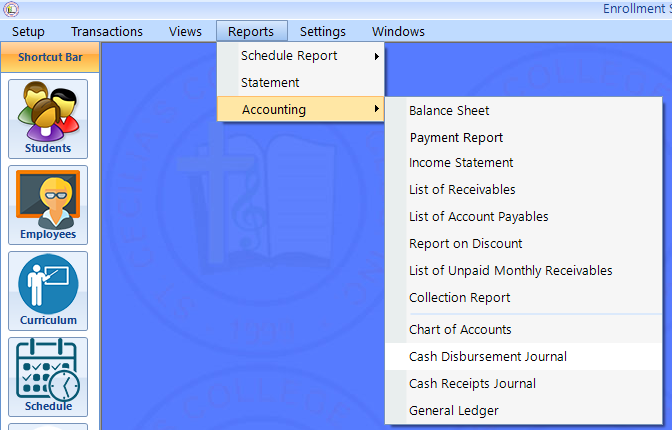 Enrollment S
Setup Transactions Views Reports Settings Windows
Shortcut Bar
Students
Employees
Curriculum
Schedule
Schedule Report
Statement
Accounting
Balance Sheet
Payment Report
Income Statement
List of Receivables
List of Account Payables
Report on Discount
List of Unpaid Monthly Receivables
Collection Report
Chart of Accounts
Cash Disbursement Journal
Cash Receipts Journal
General Ledger